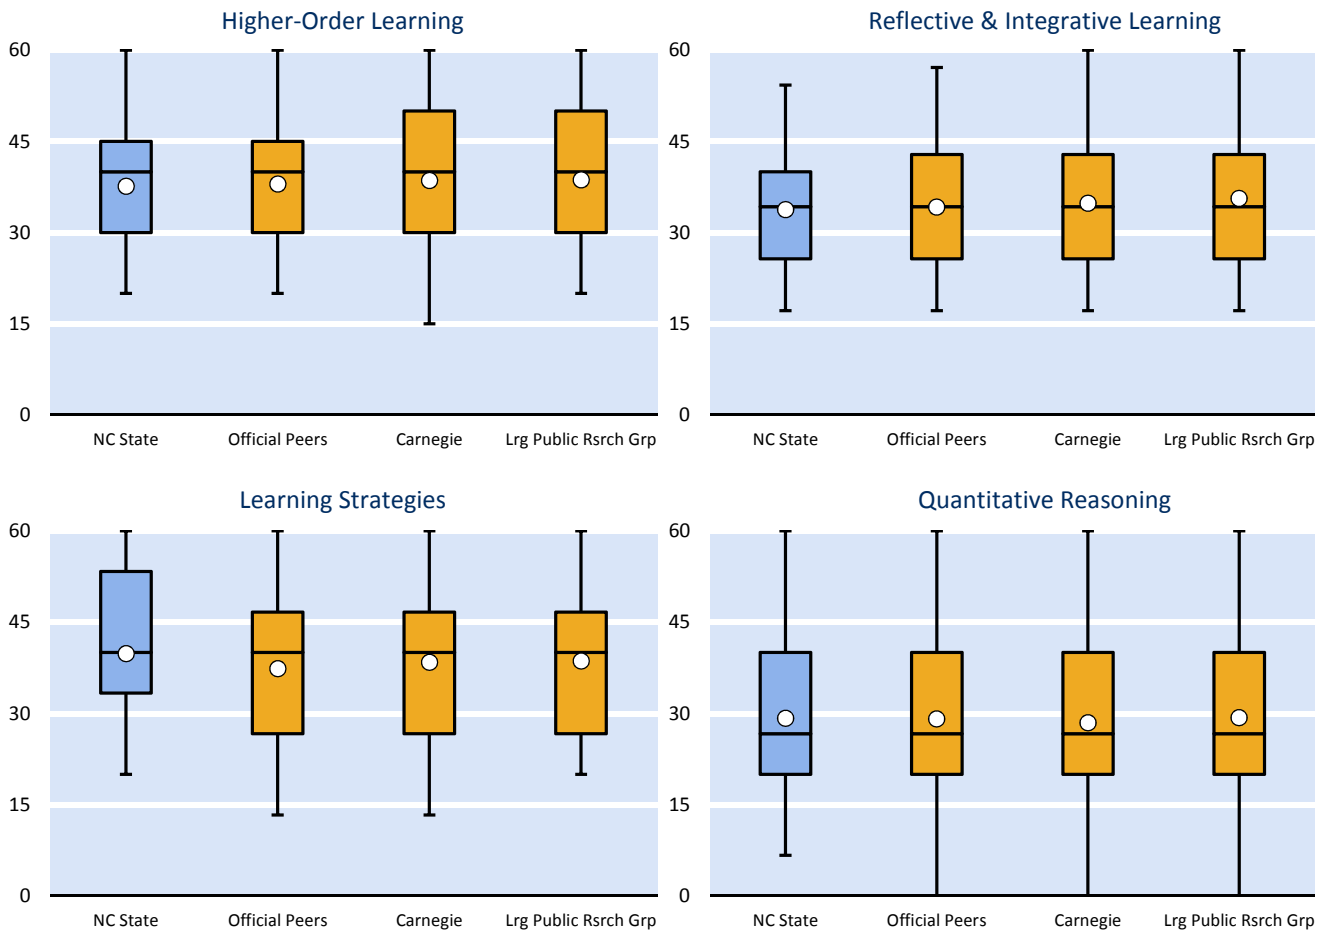 Higher-Order Learning
60
45
30
15
0
NC State Official Peers Carnegie Lrg Public Rsrch Grp
Reflective & Integrative Learning
60
45
30
15
0
NC State Official Peers Carnegie Lrg Public Rsrch Grp
Learning Strategies
60
45
30
15
0
NC State Official Peers Carnegie Lrg Public Rsrch Grp
Quantitative Reasoning
60
45
30
15
0
NC State Official Peers Carnegie Lrg Public Rsrch Grp